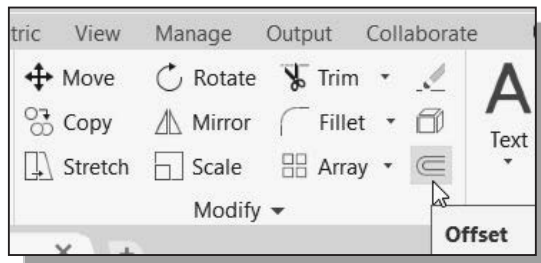 tric View Manage Output Collaborate
Move Rotate Trim
Copy Mirror Fillet
Text
Stretch Scale Array
Modify
Offset